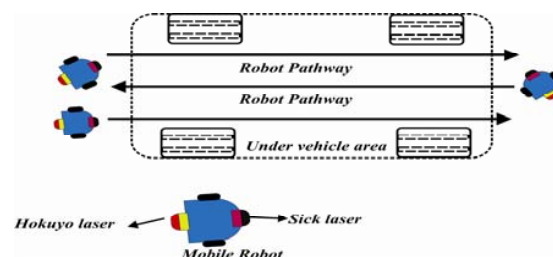 Robot Pathway
Robot Pathway
Under vehicle area
Hokuyo laser
Sick laser
Mobile Robot